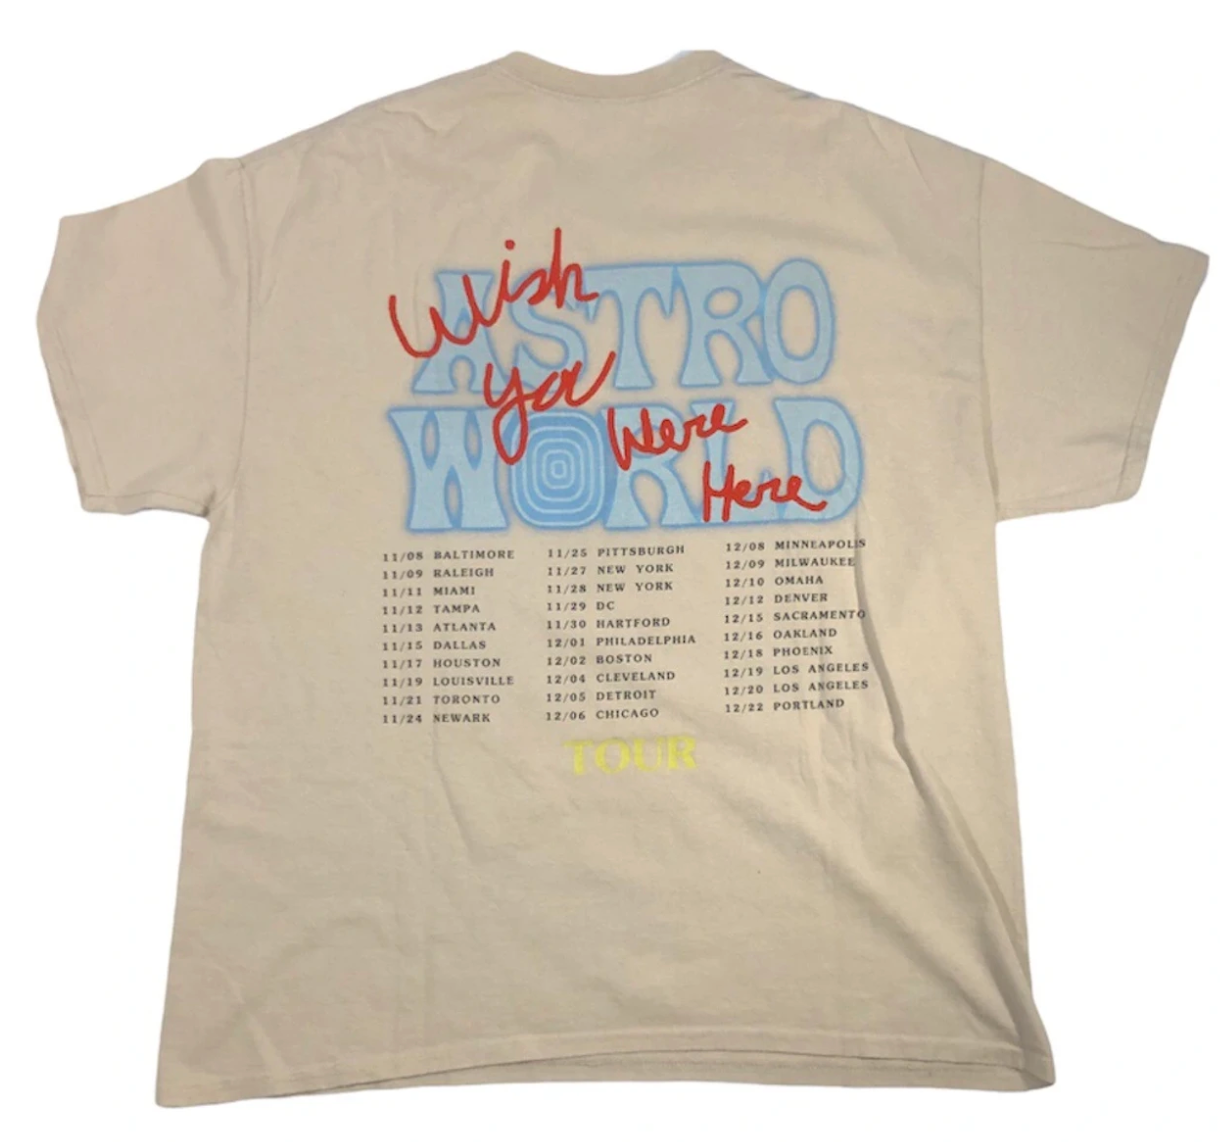 Wish
ASTRO
You
WORLD
Were
Here
11/08 BALTIMORE
11/09 RALEIGH
11/11 MIAMI
11/12 TAMPA
11/13 ATLANTA
11/15 DALLAS
11/17 HOUSTON
11/19 LOUISVILLE
11/21 TORONTO
11/24 NEWARK
11/25 PITTSBURGH
11/27 NEW YORK
11/28 NEW YORK
11/29 DC
11/30 HARTFORD
12/01 PHILADELPHIA
12/02 BOSTON
12/04 CLEVELAND
12/05 DETROIT
12/06 CHICAGO
12/08 MINNEAPOLIS
12/09 MILWAUKEE
12/10 OMAHA
12/12 DENVER
12/15 SACRAMENTO
12/16 OAKLAND
12/18 PHOENIX
12/19 LOS ANGELES
12/20 LOS ANGELES
12/22 PORTLAND
TOUR